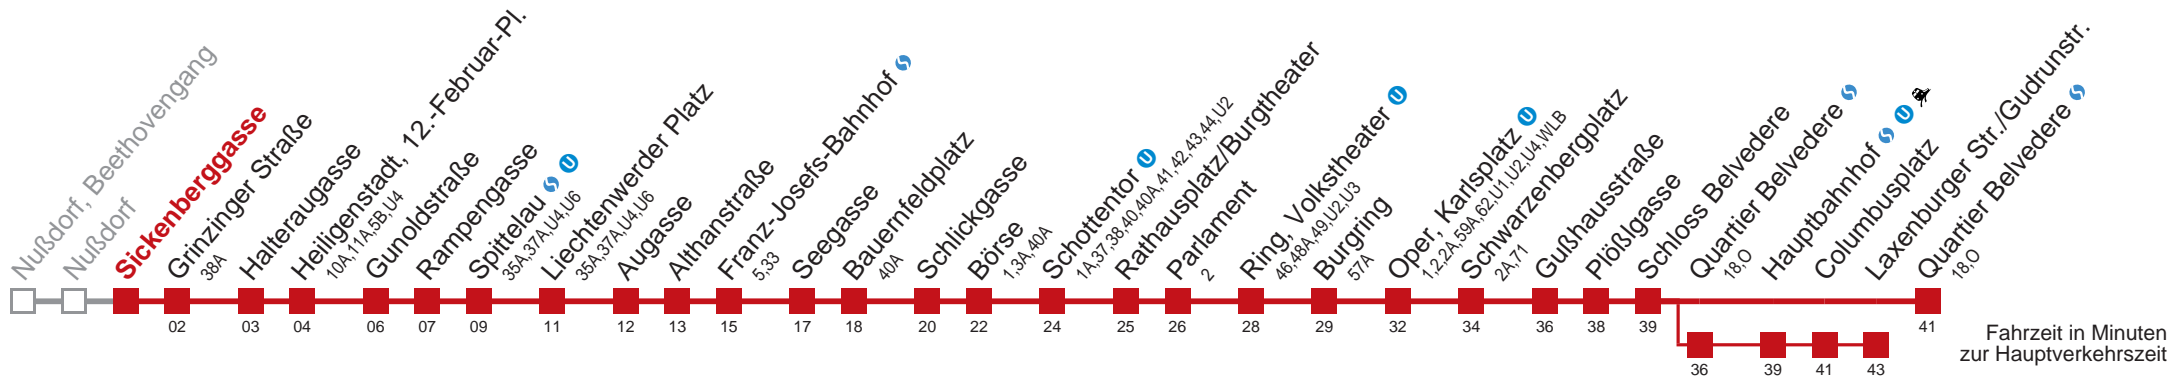 Nußdorf, Beethovengang
Nußdorf
Sickenberggasse
Grinzinger Straße
38A
Halteraugasse
Heiligenstadt, 12.-Februar-Pl.
10A,11A,5B,U4
Gunoldstraße
Rampengasse
Spittelau S U
35A,37A,U4,U6
Liechtenwerder Platz
35A,37A,U4,U6
Augasse
Althanstraße
Franz-Josefs-Bahnhof S
5,33
Seegasse
Bauernfeldplatz
40A
Schlickgasse
Börse
1,3A,40A
Schottentor U
1A,37,38,40,40A,41,42,43,44,U2
Rathausplatz/Burgtheater
Parlament
2
Ring, Volkstheater U
46,48A,49,U2,U3
Burgring
57A
Oper, Karlsplatz U
1,2,2A,59A,62,U1,U2,U4,WLB
Schwarzenbergplatz
2A,71
Gußhausstraße
Plößlgasse
Schloss Belvedere
Quartier Belvedere S
18,O
Hauptbahnhof S U
Columbusplatz
Laxenburger Str./Gudrunstr.
Quartier Belvedere S
18,O
02 03 04 06 07 09 11 12 13 15 17 18 20 22 24 25 26 28 29 32 34 36 38 39 41
36 39 41 43
Fahrzeit in Minuten
zur Hauptverkehrszeit